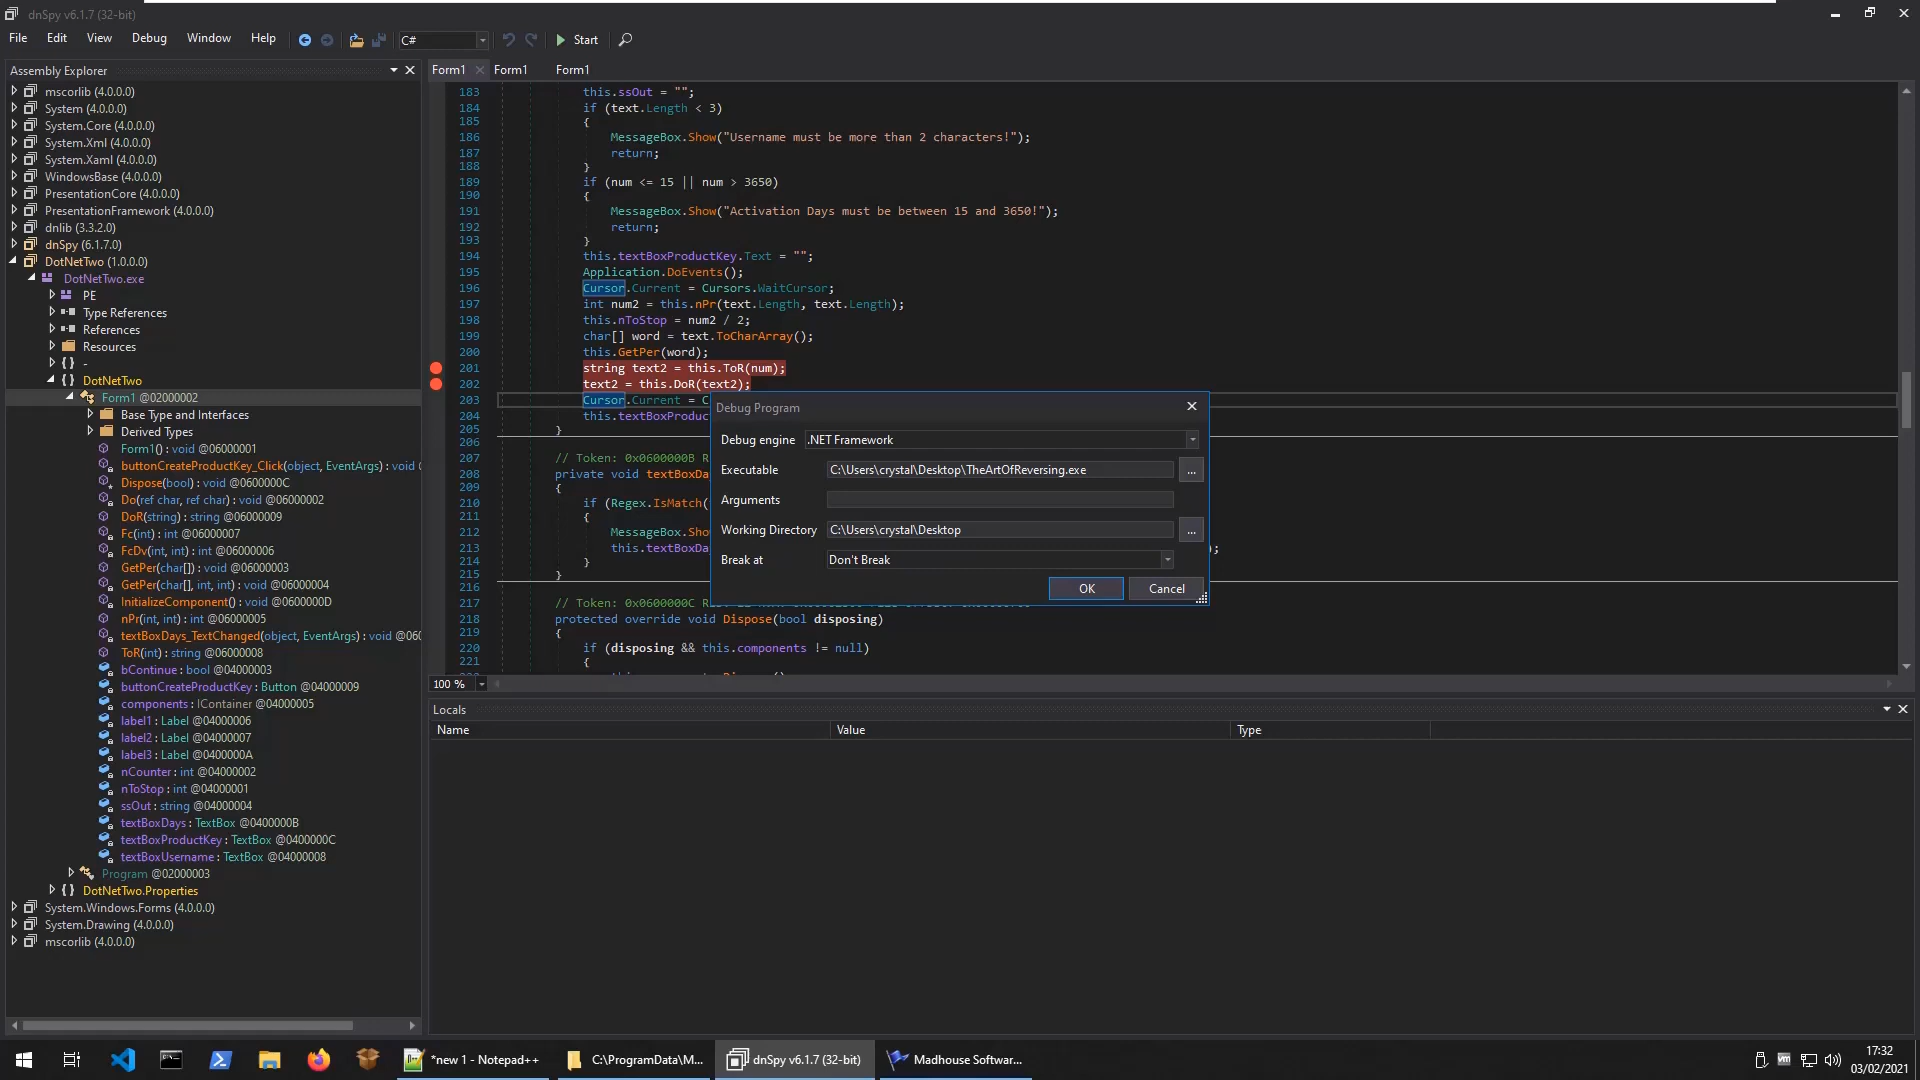 dnSpy v6.1.7 (32-bit)
File Edit View Debug Window Help C# Start
Assembly Explorer
Form1 Form1 Form1
mscorlib (4.0.0.0)
System (4.0.0.0)
System.Core (4.0.0.0)
System.Xml (4.0.0.0)
System.Xaml (4.0.0.0)
WindowsBase (4.0.0.0)
PresentationCore (4.0.0.0)
PresentationFramework (4.0.0.0)
dnlib (3.3.2.0)
dnSpy (6.1.7.0)
DotNetTwo (1.0.0.0)
DotNetTwo.exe
PE
Type References
References
Resources
{ } -
{ } DotNetTwo
Form1 @02000002
Base Type and Interfaces
Derived Types
Form1() : void @06000001
buttonCreateProductKey_Click(object, EventArgs) : void
Dispose(bool) : void @0600000C
Do(ref char, ref char) : void @06000002
DoR(string) : string @06000009
Fc(int) : int @06000007
FcDv(int, int) : int @06000006
GetPer(char[]) : void @06000003
GetPer(char[], int, int) : void @06000004
InitializeComponent() : void @0600000D
nPr(int, int) : int @06000005
textBoxDays_TextChanged(object, EventArgs) : void @060
ToR(int) : string @06000008
bContinue : bool @04000003
buttonCreateProductKey : Button @04000009
components : IContainer @04000005
label1 : Label @04000006
label2 : Label @04000007
label3 : Label @0400000A
nCounter : int @04000002
nToStop : int @04000001
ssOut : string @04000004
textBoxDays : TextBox @0400000B
textBoxProductKey : TextBox @0400000C
textBoxUsername : TextBox @04000008
Program @02000003
{ } DotNetTwo.Properties
System.Windows.Forms (4.0.0.0)
System.Drawing (4.0.0.0)
mscorlib (4.0.0.0)
183 this.ssOut = "";
184 if (text.Length < 3)
185 {
186 MessageBox.Show("Username must be more than 2 characters!");
187 return;
188 }
189 if (num <= 15 || num > 3650)
190 {
191 MessageBox.Show("Activation Days must be between 15 and 3650!");
192 return;
193 }
194 this.textBoxProductKey.Text = "";
195 Application.DoEvents();
196 Cursor.Current = Cursors.WaitCursor;
197 int num2 = this.nPr(text.Length, text.Length);
198 this.nToStop = num2 / 2;
199 char[] word = text.ToCharArray();
200 this.GetPer(word);
201 string text2 = this.ToR(num);
202 text2 = this.DoR(text2);
203 Cursor.Current = C
204 this.textBoxProduc
205 }
206
207 // Token: 0x0600000B R
208 private void textBoxDa
209 {
210 if (Regex.IsMatch(
211 {
212 MessageBox.Sho
213 this.textBoxDa );
214 }
215 }
216
217 // Token: 0x0600000C
218 protected override void Dispose(bool disposing)
219 {
220 if (disposing && this.components != null)
221 {
Debug Program
Debug engine .NET Framework
Executable C:\Users\crystal\Desktop\TheArtOfReversing.exe ...
Arguments
Working Directory C:\Users\crystal\Desktop ...
Break at Don't Break
OK Cancel
100 %
Locals
Name Value Type
*new 1 - Notepad++ C:\ProgramData\M... dnSpy v6.1.7 (32-bit) Madhouse Softwar...
17:32
03/02/2021